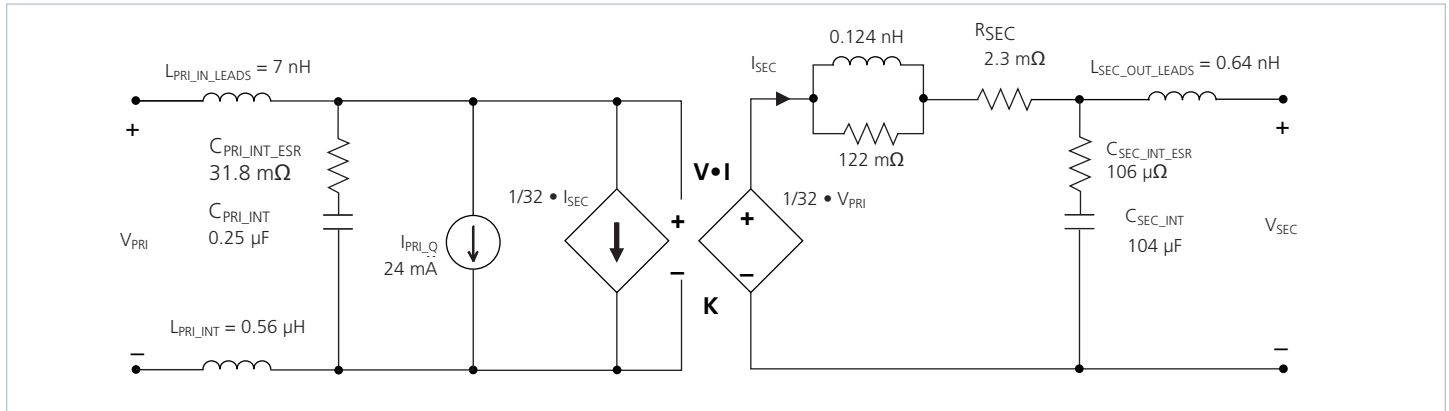 L_PRI_IN_LEADS = 7 nH
+
C_PRI_INT_ESR
31.8 mΩ
C_PRI_INT
0.25 µF
V_PRI
L_PRI_INT = 0.56 µH
−
I_PRI_Q
24 mA
1/32 • I_SEC
V•I
+
−
K
+
−
1/32 • V_PRI
I_SEC
0.124 nH
122 mΩ
R_SEC
2.3 mΩ
L_SEC_OUT_LEADS = 0.64 nH
+
C_SEC_INT_ESR
106 µΩ
C_SEC_INT
104 µF
V_SEC
−